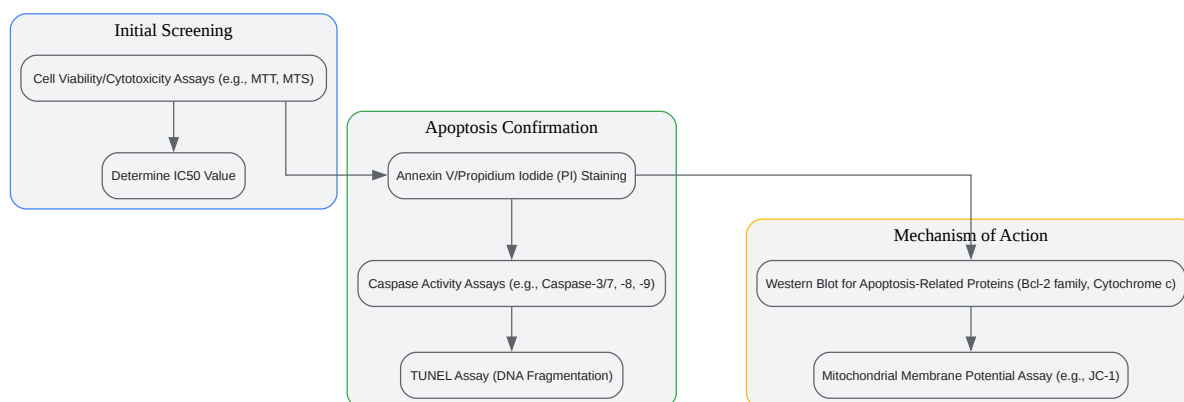 Initial Screening
Cell Viability/Cytotoxicity Assays (e.g., MTT, MTS)
Determine IC50 Value
Apoptosis Confirmation
Annexin V/Propidium Iodide (PI) Staining
Caspase Activity Assays (e.g., Caspase-3/7, -8, -9)
TUNEL Assay (DNA Fragmentation)
Mechanism of Action
Western Blot for Apoptosis-Related Proteins (Bcl-2 family, Cytochrome c)
Mitochondrial Membrane Potential Assay (e.g., JC-1)